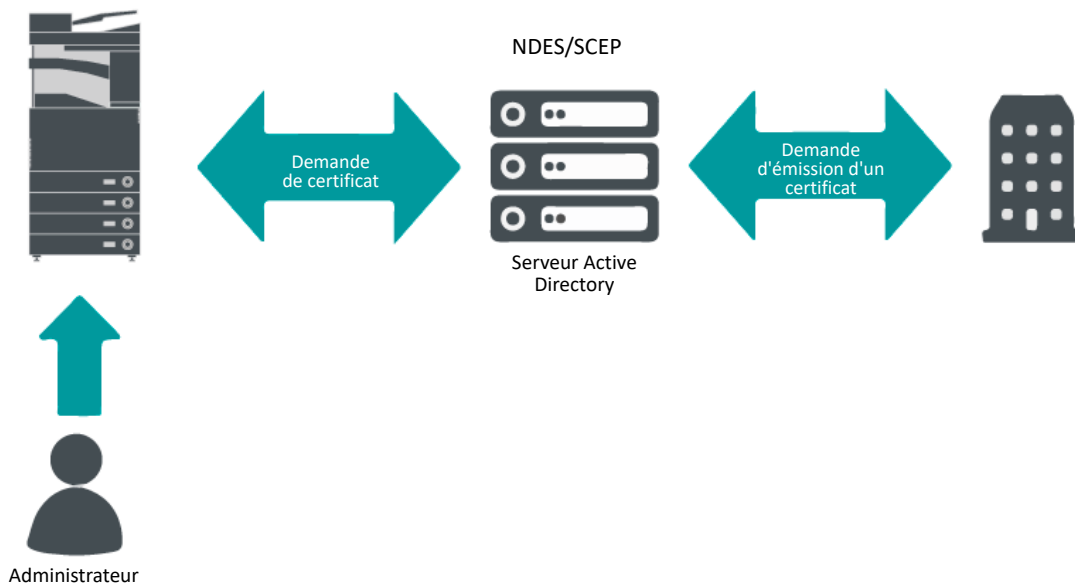 NDES/SCEP
Demande
de certificat
Demande
d'émission d'un
certificat
Serveur Active
Directory
Administrateur